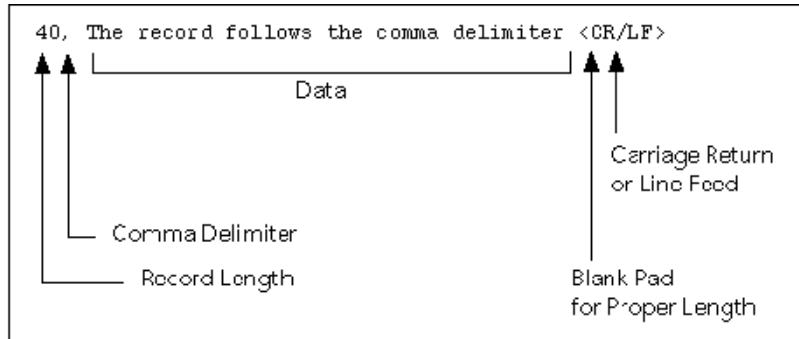 40, The record follows the comma delimiter <CR/LF>
Data
Carriage Return
or Line Feed
Comma Delimiter
Record Length
Blank Pad
for Proper Length